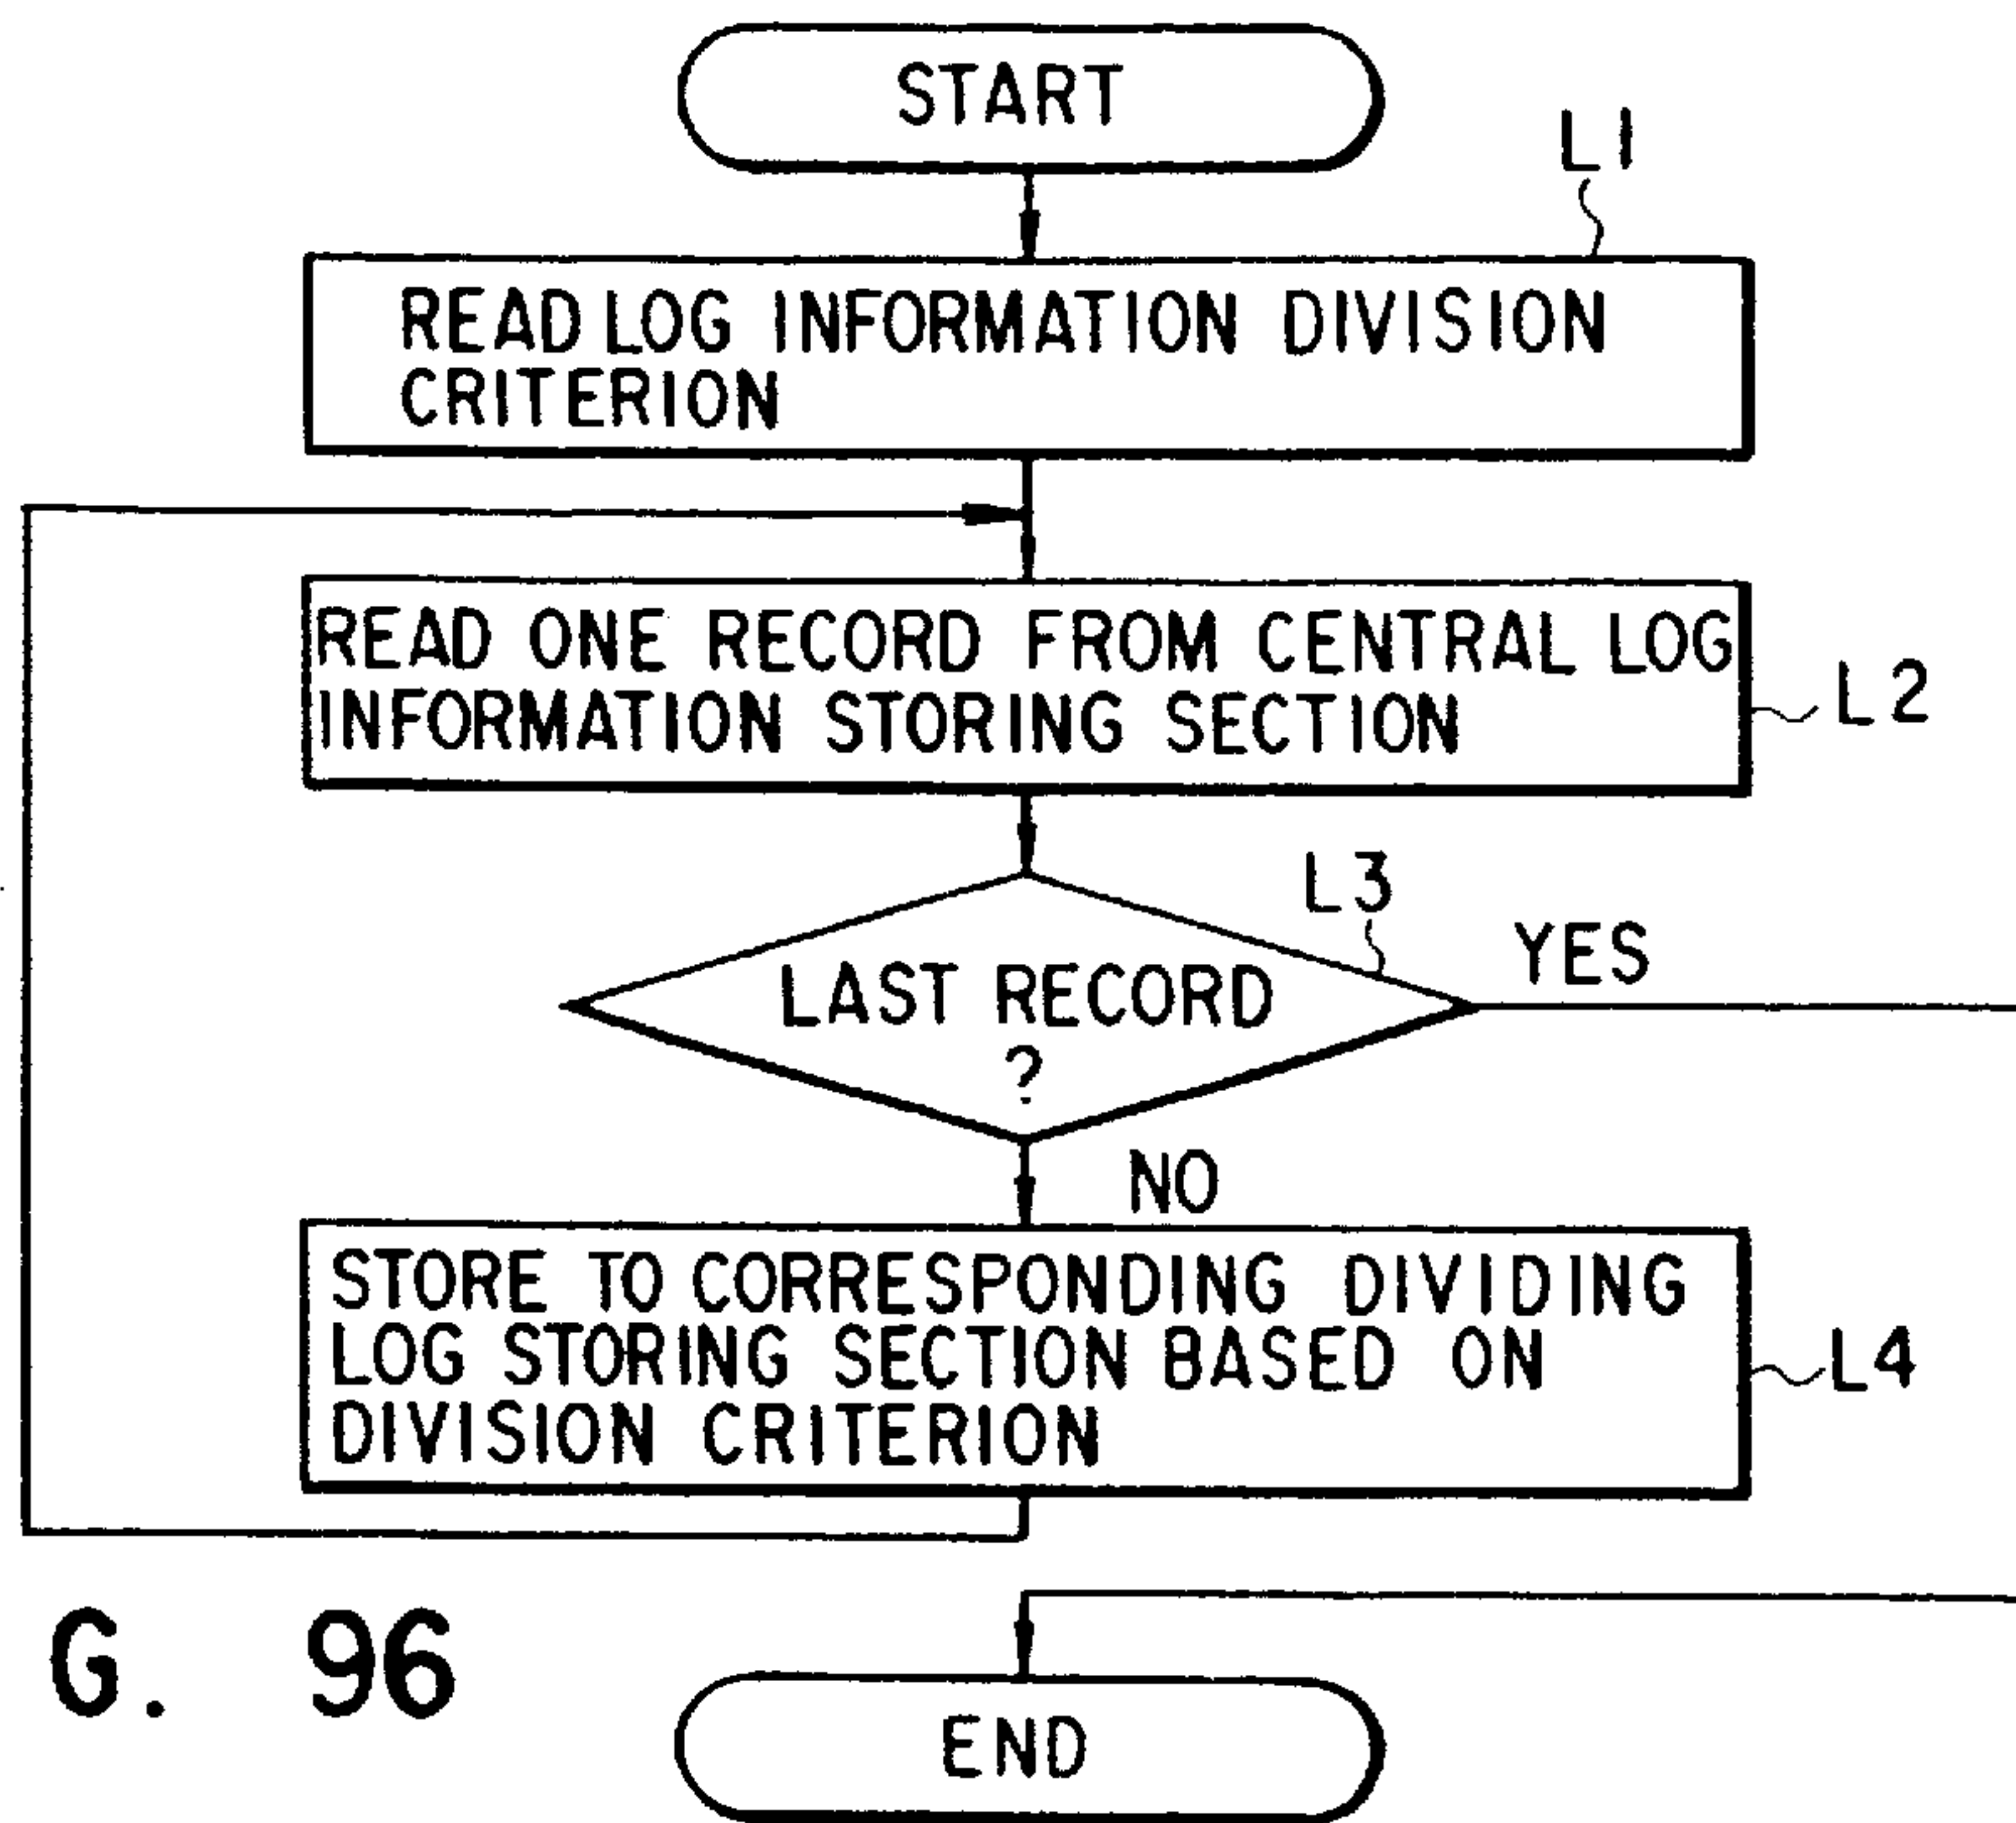 START
L1
READ LOG INFORMATION DIVISION
CRITERION
READ ONE RECORD FROM CENTRAL LOG
INFORMATION STORING SECTION
L2
L3
YES
LAST RECORD
?
NO
STORE TO CORRESPONDING DIVIDING
LOG STORING SECTION BASED ON
DIVISION CRITERION
L4
G. 96
END